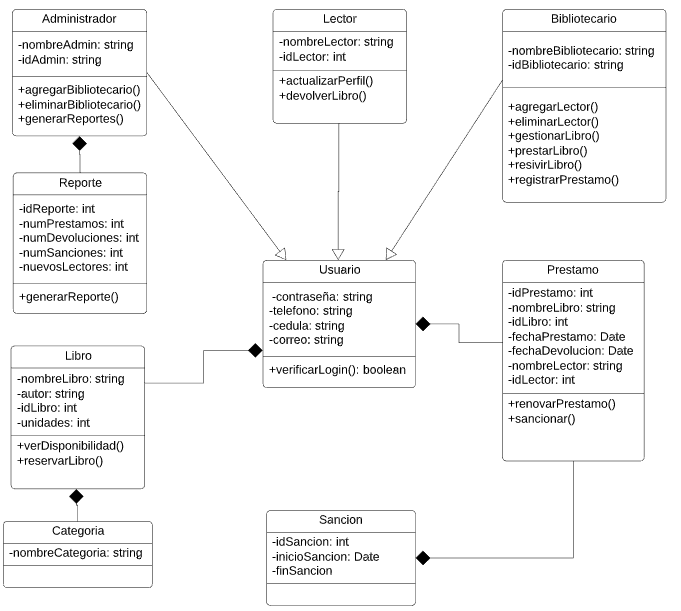 Administrador
-nombreAdmin: string
-idAdmin: string
+agregarBibliotecario()
+eliminarBibliotecario()
+generarReportes()
Lector
-nombreLector: string
-idLector: int
+actualizarPerfil()
+devolverLibro()
Bibliotecario
-nombreBibliotecario: string
-idBibliotecario: string
+agregarLector()
+eliminarLector()
+gestionarLibro()
+prestarLibro()
+resivirLibro()
+registrarPrestamo()
Reporte
-idReporte: int
-numPrestamos: int
-numDevoluciones: int
-numSanciones: int
-nuevosLectores: int
+generarReporte()
Usuario
-contraseña: string
-telefono: string
-cedula: string
-correo: string
+verificarLogin(): boolean
Prestamo
-idPrestamo: int
-nombreLibro: string
-idLibro: int
-fechaPrestamo: Date
-fechaDevolucion: Date
-nombreLector: string
-idLector: int
+renovarPrestamo()
+sancionar()
Libro
-nombreLibro: string
-autor: string
-idLibro: int
-unidades: int
+verDisponibilidad()
+reservarLibro()
Categoria
-nombreCategoria: string
Sancion
-idSancion: int
-inicioSancion: Date
-finSancion